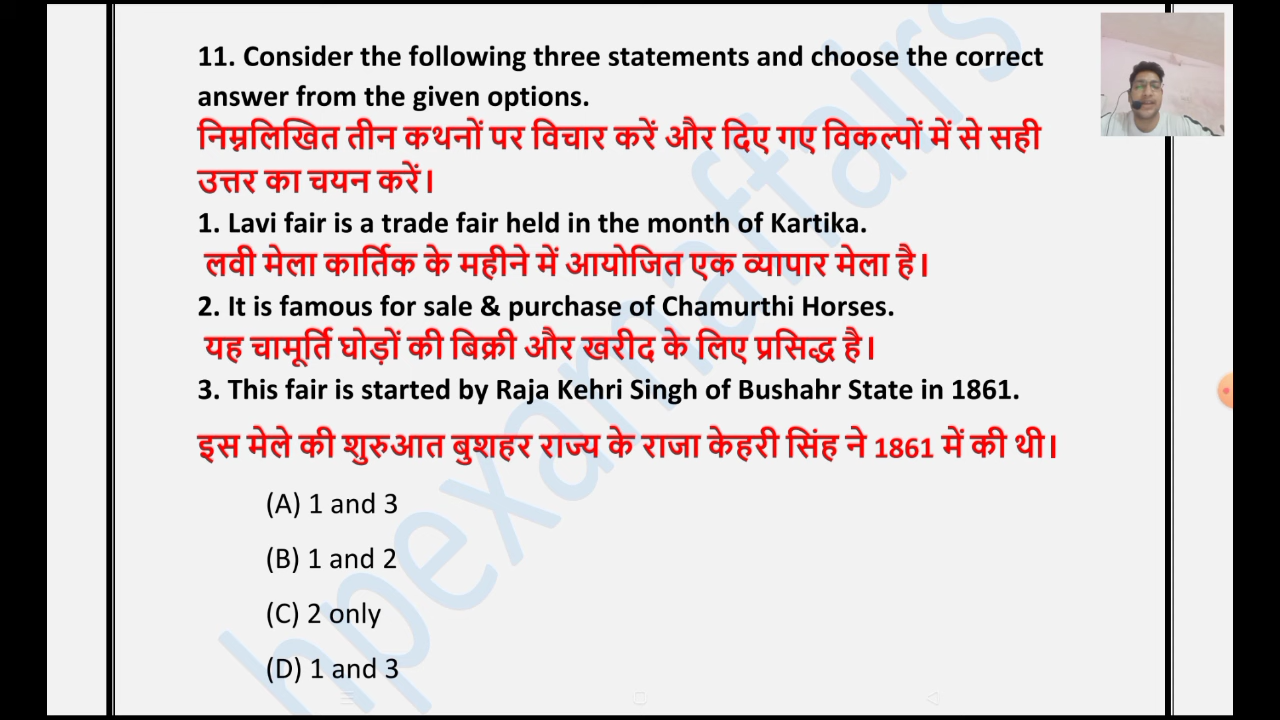 11. Consider the following three statements and choose the correct
answer from the given options.
निम्नलिखित तीन कथनों पर विचार करें और दिए गए विकल्पों में से सही
उत्तर का चयन करें।
1. Lavi fair is a trade fair held in the month of Kartika.
लवी मेला कार्तिक के महीने में आयोजित एक व्यापार मेला है।
2. It is famous for sale & purchase of Chamurthi Horses.
यह चामूर्ति घोड़ों की बिक्री और खरीद के लिए प्रसिद्ध है।
3. This fair is started by Raja Kehri Singh of Bushahr State in 1861.
इस मेले की शुरुआत बुशहर राज्य के राजा केहरी सिंह ने 1861 में की थी।
(A) 1 and 3
(B) 1 and 2
(C) 2 only
(D) 1 and 3
hpexamaffairs